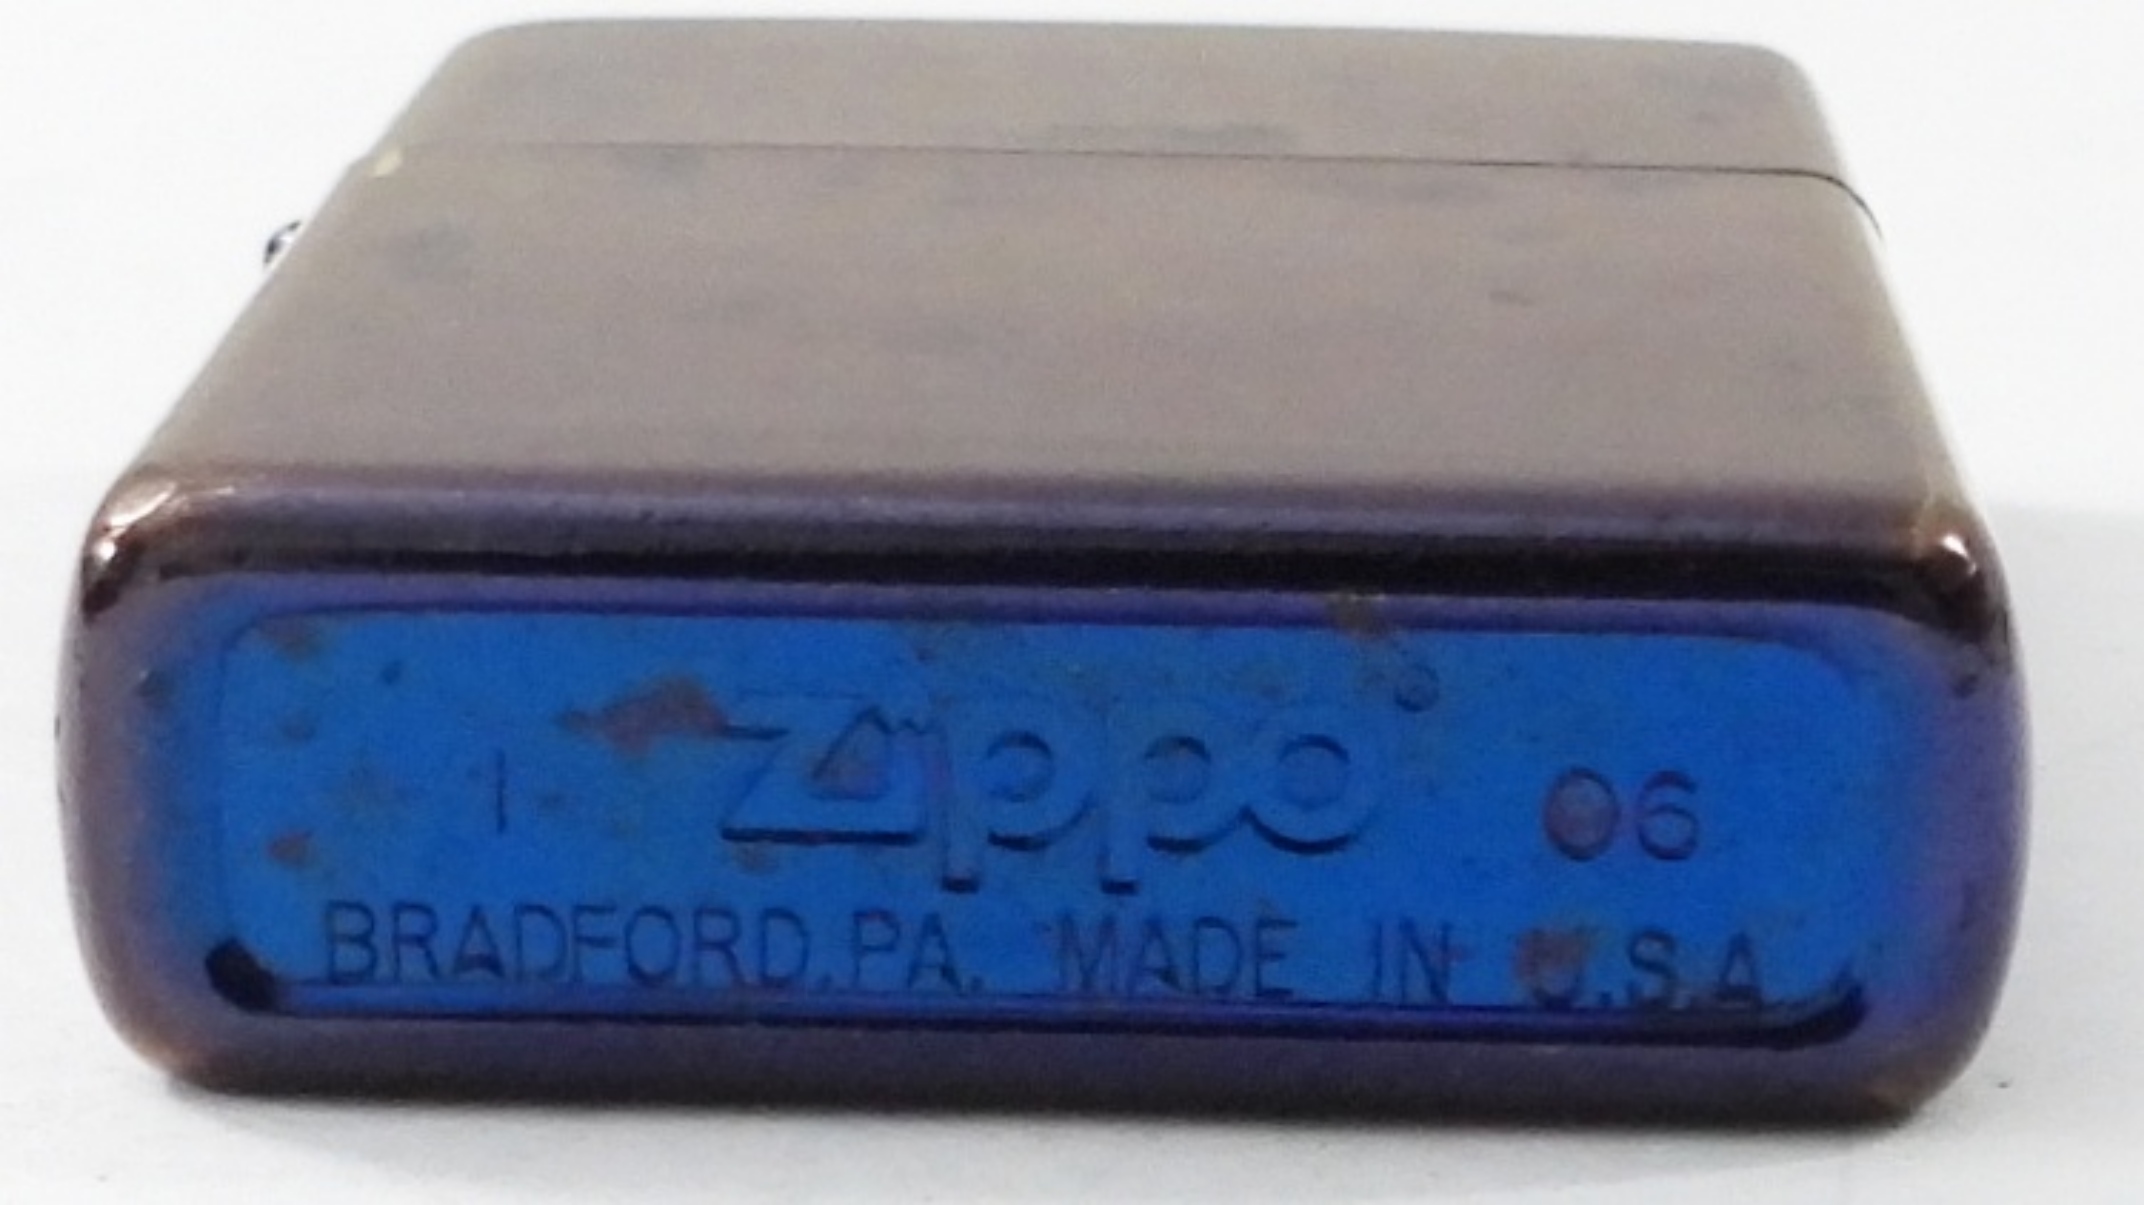 I Zippo ® 06
BRADFORD,PA. MADE IN U.S.A